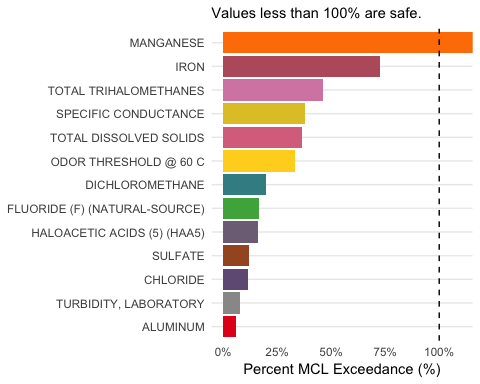 Values less than 100% are safe.
MANGANESE
IRON
TOTAL TRIHALOMETHANES
SPECIFIC CONDUCTANCE
TOTAL DISSOLVED SOLIDS
ODOR THRESHOLD @ 60 C
DICHLOROMETHANE
FLUORIDE (F) (NATURAL-SOURCE)
HALOACETIC ACIDS (5) (HAA5)
SULFATE
CHLORIDE
TURBIDITY, LABORATORY
ALUMINUM
0% 25% 50% 75% 100%
Percent MCL Exceedance (%)